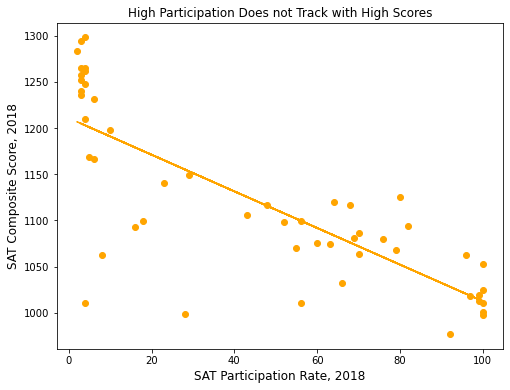 High Participation Does not Track with High Scores
SAT Composite Score, 2018
1300
1250
1200
1150
1100
1050
1000
0 20 40 60 80 100
SAT Participation Rate, 2018